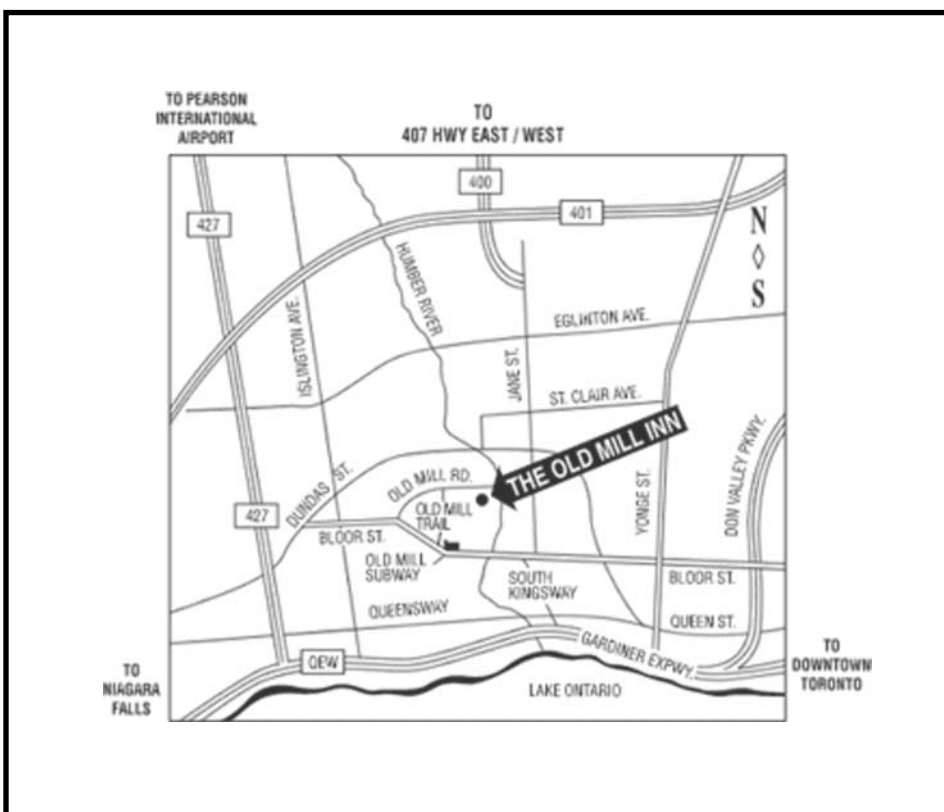 TO PEARSON
INTERNATIONAL
AIRPORT
TO
407 HWY EAST / WEST
400
401
427
N
S
HUMBER RIVER
ISLINGTON AVE.
EGLINTON AVE.
JANE ST.
ST. CLAIR AVE.
THE OLD MILL INN
DUNDAS ST.
OLD MILL RD.
OLD MILL
TRAIL
YONGE ST.
DON VALLEY PKWY.
427
BLOOR ST.
OLD MILL
SUBWAY
SOUTH
KINGSWAY
BLOOR ST.
QUEENSWAY
QUEEN ST.
GARDINER EXPWY.
QEW
TO
NIAGARA
FALLS
LAKE ONTARIO
TO
DOWNTOWN
TORONTO